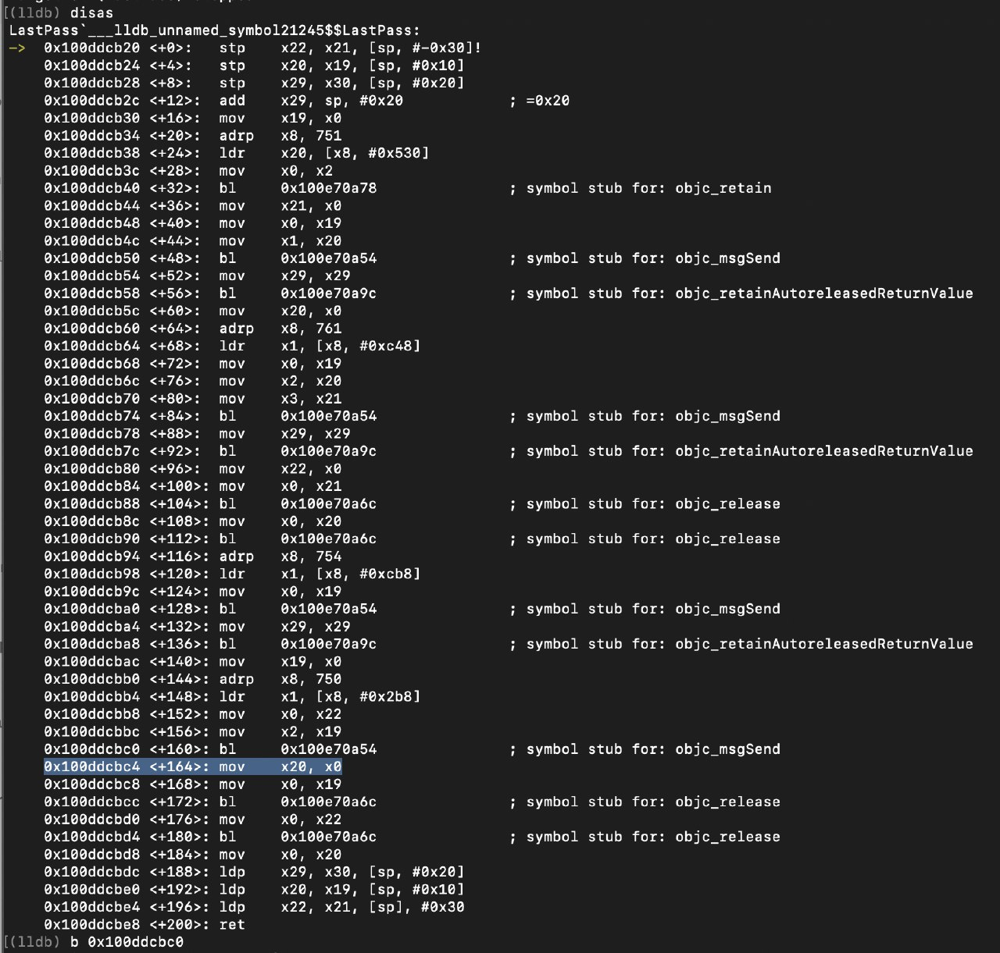 [(lldb) disas
LastPass`___lldb_unnamed_symbol21245$$LastPass:
->  0x100ddcb20 <+0>:   stp    x22, x21, [sp, #-0x30]!
    0x100ddcb24 <+4>:   stp    x20, x19, [sp, #0x10]
    0x100ddcb28 <+8>:   stp    x29, x30, [sp, #0x20]
    0x100ddcb2c <+12>:  add    x29, sp, #0x20            ; =0x20
    0x100ddcb30 <+16>:  mov    x19, x0
    0x100ddcb34 <+20>:  adrp   x8, 751
    0x100ddcb38 <+24>:  ldr    x20, [x8, #0x530]
    0x100ddcb3c <+28>:  mov    x0, x2
    0x100ddcb40 <+32>:  bl     0x100e70a78               ; symbol stub for: objc_retain
    0x100ddcb44 <+36>:  mov    x21, x0
    0x100ddcb48 <+40>:  mov    x0, x19
    0x100ddcb4c <+44>:  mov    x1, x20
    0x100ddcb50 <+48>:  bl     0x100e70a54               ; symbol stub for: objc_msgSend
    0x100ddcb54 <+52>:  mov    x29, x29
    0x100ddcb58 <+56>:  bl     0x100e70a9c               ; symbol stub for: objc_retainAutoreleasedReturnValue
    0x100ddcb5c <+60>:  mov    x20, x0
    0x100ddcb60 <+64>:  adrp   x8, 761
    0x100ddcb64 <+68>:  ldr    x1, [x8, #0xc48]
    0x100ddcb68 <+72>:  mov    x0, x19
    0x100ddcb6c <+76>:  mov    x2, x20
    0x100ddcb70 <+80>:  mov    x3, x21
    0x100ddcb74 <+84>:  bl     0x100e70a54               ; symbol stub for: objc_msgSend
    0x100ddcb78 <+88>:  mov    x29, x29
    0x100ddcb7c <+92>:  bl     0x100e70a9c               ; symbol stub for: objc_retainAutoreleasedReturnValue
    0x100ddcb80 <+96>:  mov    x22, x0
    0x100ddcb84 <+100>: mov    x0, x21
    0x100ddcb88 <+104>: bl     0x100e70a6c               ; symbol stub for: objc_release
    0x100ddcb8c <+108>: mov    x0, x20
    0x100ddcb90 <+112>: bl     0x100e70a6c               ; symbol stub for: objc_release
    0x100ddcb94 <+116>: adrp   x8, 754
    0x100ddcb98 <+120>: ldr    x1, [x8, #0xcb8]
    0x100ddcb9c <+124>: mov    x0, x19
    0x100ddcba0 <+128>: bl     0x100e70a54               ; symbol stub for: objc_msgSend
    0x100ddcba4 <+132>: mov    x29, x29
    0x100ddcba8 <+136>: bl     0x100e70a9c               ; symbol stub for: objc_retainAutoreleasedReturnValue
    0x100ddcbac <+140>: mov    x19, x0
    0x100ddcbb0 <+144>: adrp   x8, 750
    0x100ddcbb4 <+148>: ldr    x1, [x8, #0x2b8]
    0x100ddcbb8 <+152>: mov    x0, x22
    0x100ddcbbc <+156>: mov    x2, x19
    0x100ddcbc0 <+160>: bl     0x100e70a54               ; symbol stub for: objc_msgSend
    0x100ddcbc4 <+164>: mov    x20, x0
    0x100ddcbc8 <+168>: mov    x0, x19
    0x100ddcbcc <+172>: bl     0x100e70a6c               ; symbol stub for: objc_release
    0x100ddcbd0 <+176>: mov    x0, x22
    0x100ddcbd4 <+180>: bl     0x100e70a6c               ; symbol stub for: objc_release
    0x100ddcbd8 <+184>: mov    x0, x20
    0x100ddcbdc <+188>: ldp    x29, x30, [sp, #0x20]
    0x100ddcbe0 <+192>: ldp    x20, x19, [sp, #0x10]
    0x100ddcbe4 <+196>: ldp    x22, x21, [sp], #0x30
    0x100ddcbe8 <+200>: ret
[(lldb) b 0x100ddcbc0